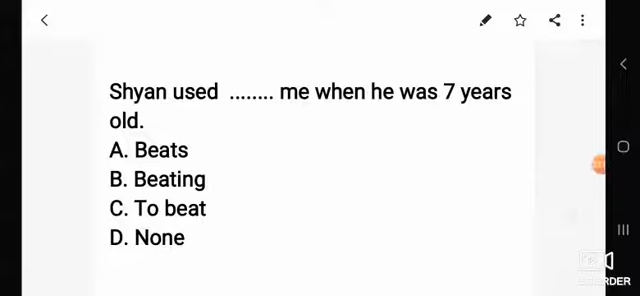 Shyan used ........ me when he was 7 years
old.
A. Beats
B. Beating
C. To beat
D. None